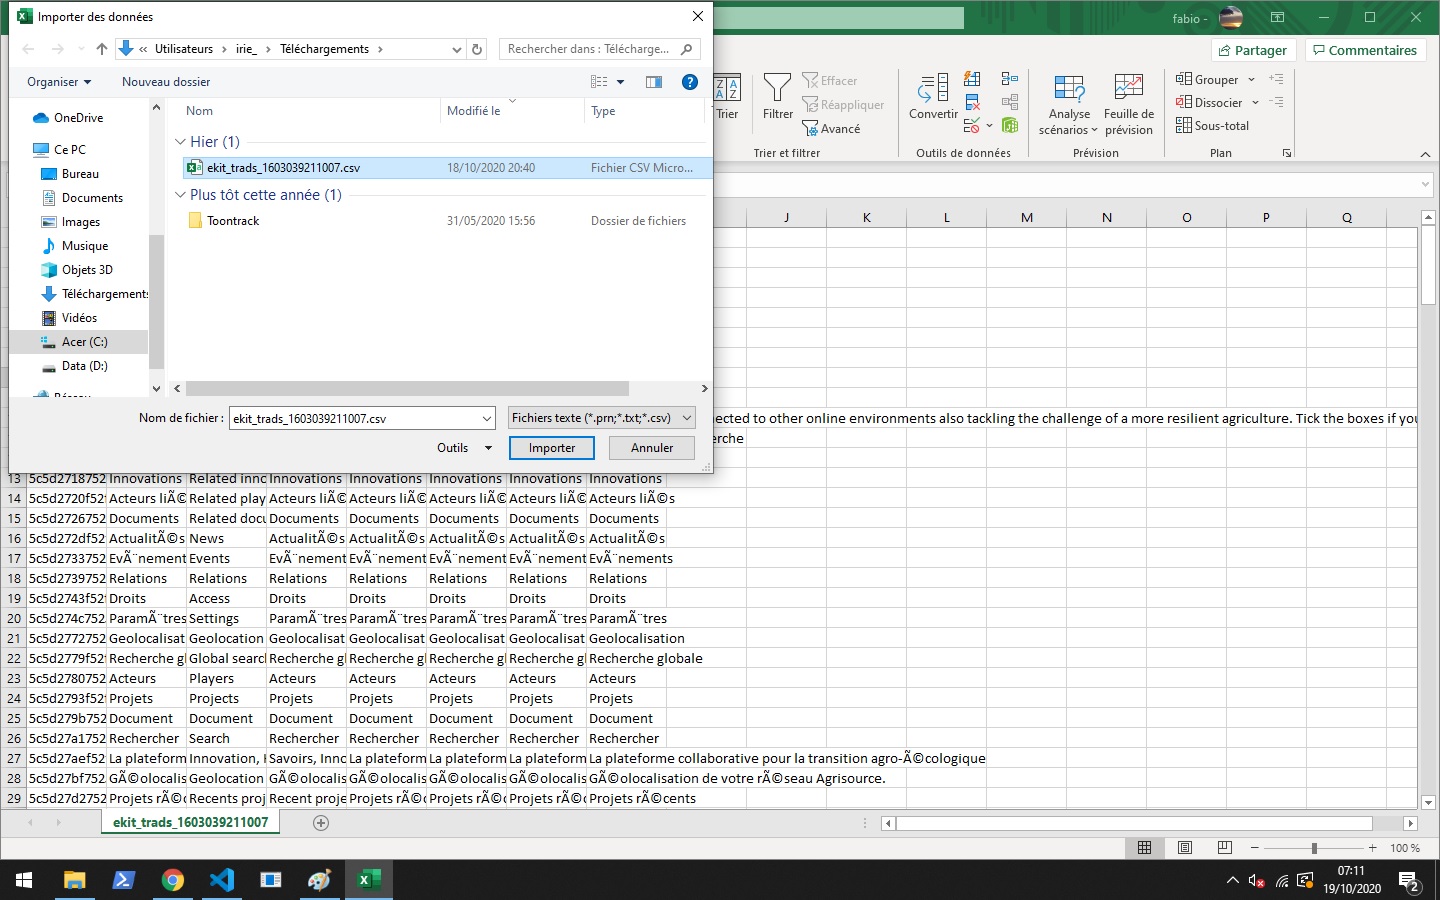 Importer des données
fabio -
Partager
Commentaires
Utilisateurs
irie_
Téléchargements
Rechercher dans : Télécharge...
Organiser
Nouveau dossier
OneDrive
Ce PC
Bureau
Documents
Images
Musique
Objets 3D
Téléchargements
Vidéos
Acer (C:)
Data (D:)
Nom
Modifié le
Type
Hier (1)
ekit_trads_1603039211007.csv
18/10/2020 20:40
Fichier CSV Micro...
Plus tôt cette année (1)
Toontrack
31/05/2020 15:56
Dossier de fichiers
Nom de fichier :
ekit_trads_1603039211007.csv
Fichiers texte (*.prn;*.txt;*.csv)
Outils
Importer
Annuler
Trier
Filtrer
Effacer
Réappliquer
Avancé
Trier et filtrer
Convertir
Outils de données
Analyse scénarios
Feuille de prévision
Prévision
Grouper
Dissocier
Sous-total
Plan
J K L M N O P Q
nected to other online environments also tackling the challenge of a more resilient agriculture. Tick the boxes if you
erche
13 5c5d2718752 Innovations Related inno Innovations Innovations Innovations Innovations Innovations
14 5c5d2720f52f Acteurs liÃ© Related play Acteurs liÃ© Acteurs liÃ© Acteurs liÃ© Acteurs liÃ© Acteurs liÃ©s
15 5c5d2726752 Documents Related docu Documents Documents Documents Documents Documents
16 5c5d272df52 ActualitÃ©s News ActualitÃ©s ActualitÃ©s ActualitÃ©s ActualitÃ©s ActualitÃ©s
17 5c5d2733752 EvÃ¨nement Events EvÃ¨nement EvÃ¨nement EvÃ¨nement EvÃ¨nement EvÃ¨nements
18 5c5d2739752 Relations Relations Relations Relations Relations Relations Relations
19 5c5d2743f52f Droits Access Droits Droits Droits Droits Droits
20 5c5d274c752 ParamÃ¨tres Settings ParamÃ¨tres ParamÃ¨tres ParamÃ¨tres ParamÃ¨tres ParamÃ¨tres
21 5c5d2772752 Geolocalisat Geolocation Geolocalisat Geolocalisat Geolocalisat Geolocalisat Geolocalisation
22 5c5d2779f52f Recherche gl Global search Recherche gl Recherche gl Recherche gl Recherche gl Recherche globale
23 5c5d2780752 Acteurs Players Acteurs Acteurs Acteurs Acteurs Acteurs
24 5c5d2793f52f Projets Projects Projets Projets Projets Projets Projets
25 5c5d279b752 Document Document Document Document Document Document Document
26 5c5d27a1752 Rechercher Search Rechercher Rechercher Rechercher Rechercher Rechercher
27 5c5d27aef52 La plateform Innovation, Savoirs, Inno La plateform La plateform La plateform La plateforme collaborative pour la transition agro-Ã©cologique
28 5c5d27bf752 GÃ©olocalis Geolocation GÃ©olocalis GÃ©olocalis GÃ©olocalis GÃ©olocalis GÃ©olocalisation de votre rÃ©seau Agrisource.
29 5c5d27d2752 Projets rÃ© Recents proj Recent proje Projets rÃ© Projets rÃ© Projets rÃ© Projets rÃ©cents
ekit_trads_1603039211007
100 %
07:11
19/10/2020
2